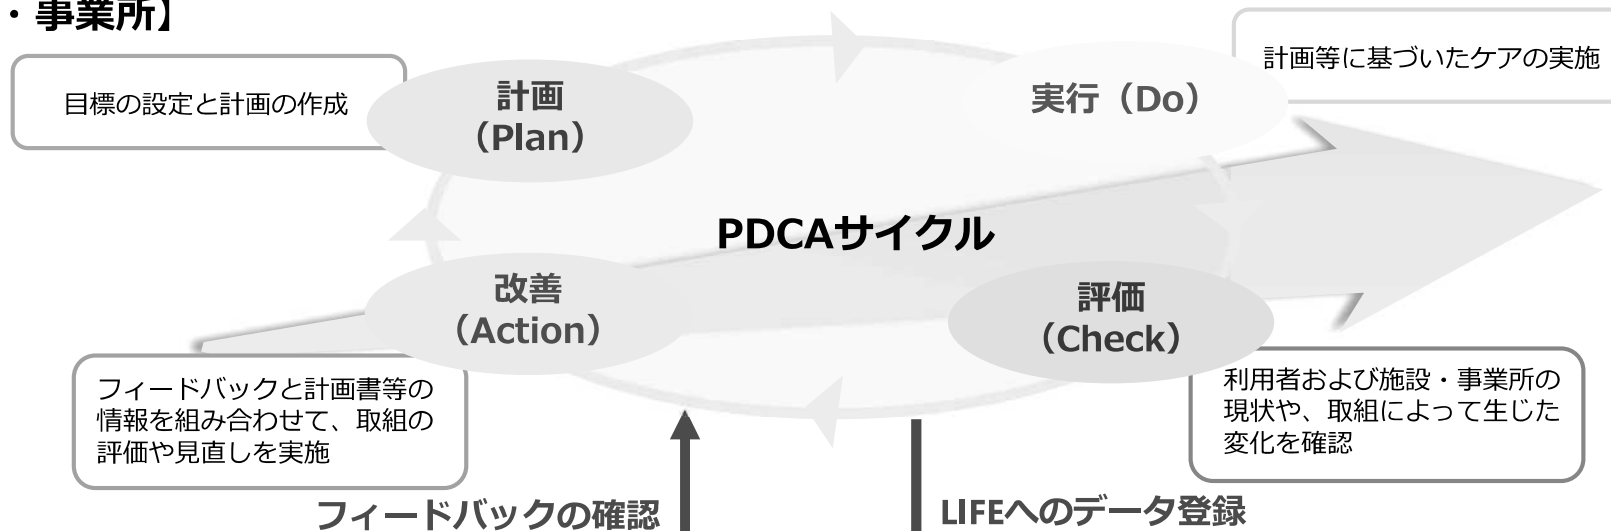 ・事業所】
目標の設定と計画の作成
計画
（Plan）
実行（Do）
計画等に基づいたケアの実施
PDCAサイクル
改善
（Action）
評価
（Check）
フィードバックと計画書等の
情報を組み合わせて、取組の
評価や見直しを実施
利用者および施設・事業所の
現状や、取組によって生じた
変化を確認
フィードバックの確認
LIFEへのデータ登録